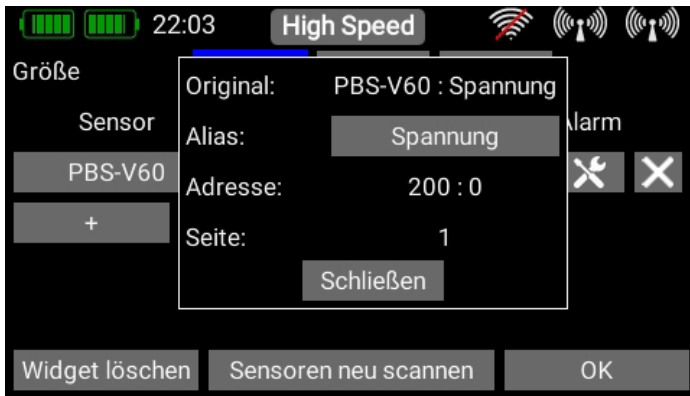 22:03 High Speed
Größe
Original: PBS-V60 : Spannung
Sensor
Alias: Spannung
PBS-V60
Adresse: 200 : 0
+
Seite: 1
Schließen
Widget löschen Sensoren neu scannen OK